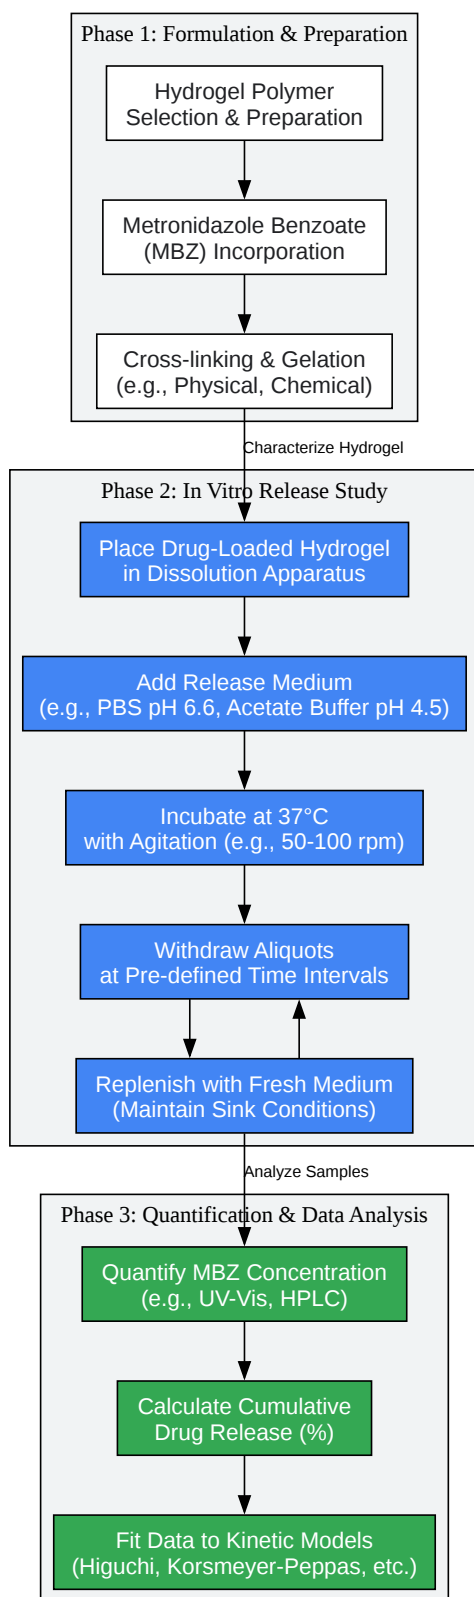 Phase 1: Formulation & Preparation
Hydrogel Polymer
Selection & Preparation
Metronidazole Benzoate
(MBZ) Incorporation
Cross-linking & Gelation
(e.g., Physical, Chemical)
Characterize Hydrogel
Phase 2: In Vitro Release Study
Place Drug-Loaded Hydrogel
in Dissolution Apparatus
Add Release Medium
(e.g., PBS pH 6.6, Acetate Buffer pH 4.5)
Incubate at 37°C
with Agitation (e.g., 50-100 rpm)
Withdraw Aliquots
at Pre-defined Time Intervals
Replenish with Fresh Medium
(Maintain Sink Conditions)
Analyze Samples
Phase 3: Quantification & Data Analysis
Quantify MBZ Concentration
(e.g., UV-Vis, HPLC)
Calculate Cumulative
Drug Release (%)
Fit Data to Kinetic Models
(Higuchi, Korsmeyer-Peppas, etc.)